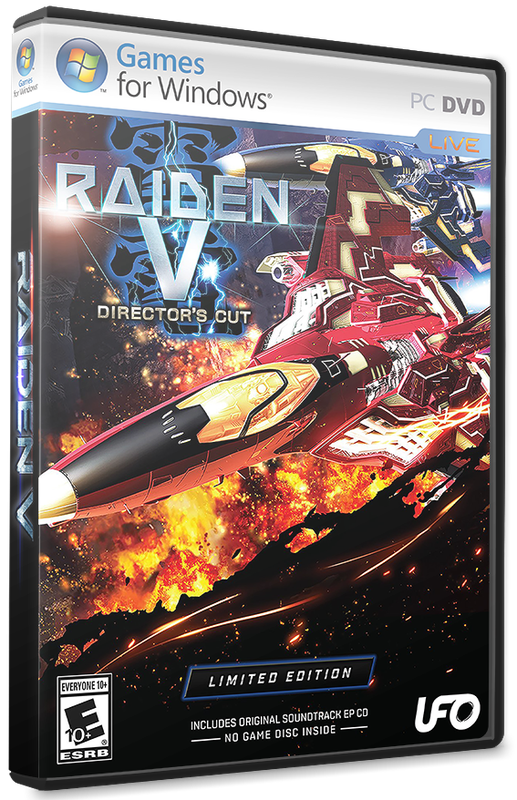 Games
for Windows®
PC DVD
LIVE
RAIDEN
V
DIRECTOR'S CUT
RAIDEN V
LIMITED EDITION
INCLUDES ORIGINAL SOUNDTRACK EP CD
NO GAME DISC INSIDE
EVERYONE 10+
E
10+
®
ESRB
UFO